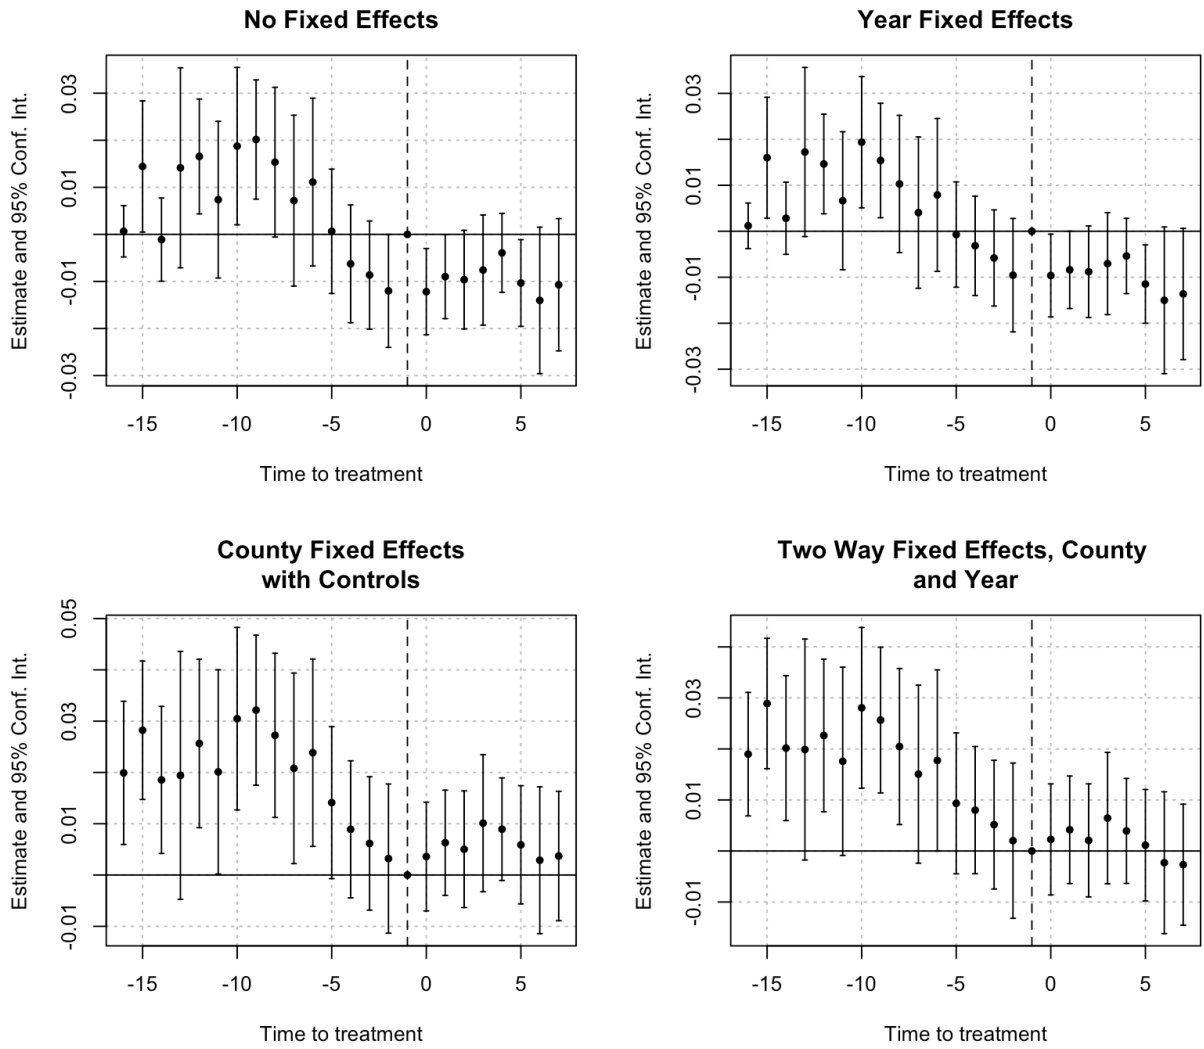 No Fixed Effects
Estimate and 95% Conf. Int.
0.03
0.01
-0.01
-0.03
-15 -10 -5 0 5
Time to treatment
Year Fixed Effects
Estimate and 95% Conf. Int.
0.03
0.01
-0.01
-0.03
-15 -10 -5 0 5
Time to treatment
County Fixed Effects
with Controls
Estimate and 95% Conf. Int.
0.05
0.03
0.01
-0.01
-15 -10 -5 0 5
Time to treatment
Two Way Fixed Effects, County
and Year
Estimate and 95% Conf. Int.
0.03
0.01
-0.01
-15 -10 -5 0 5
Time to treatment